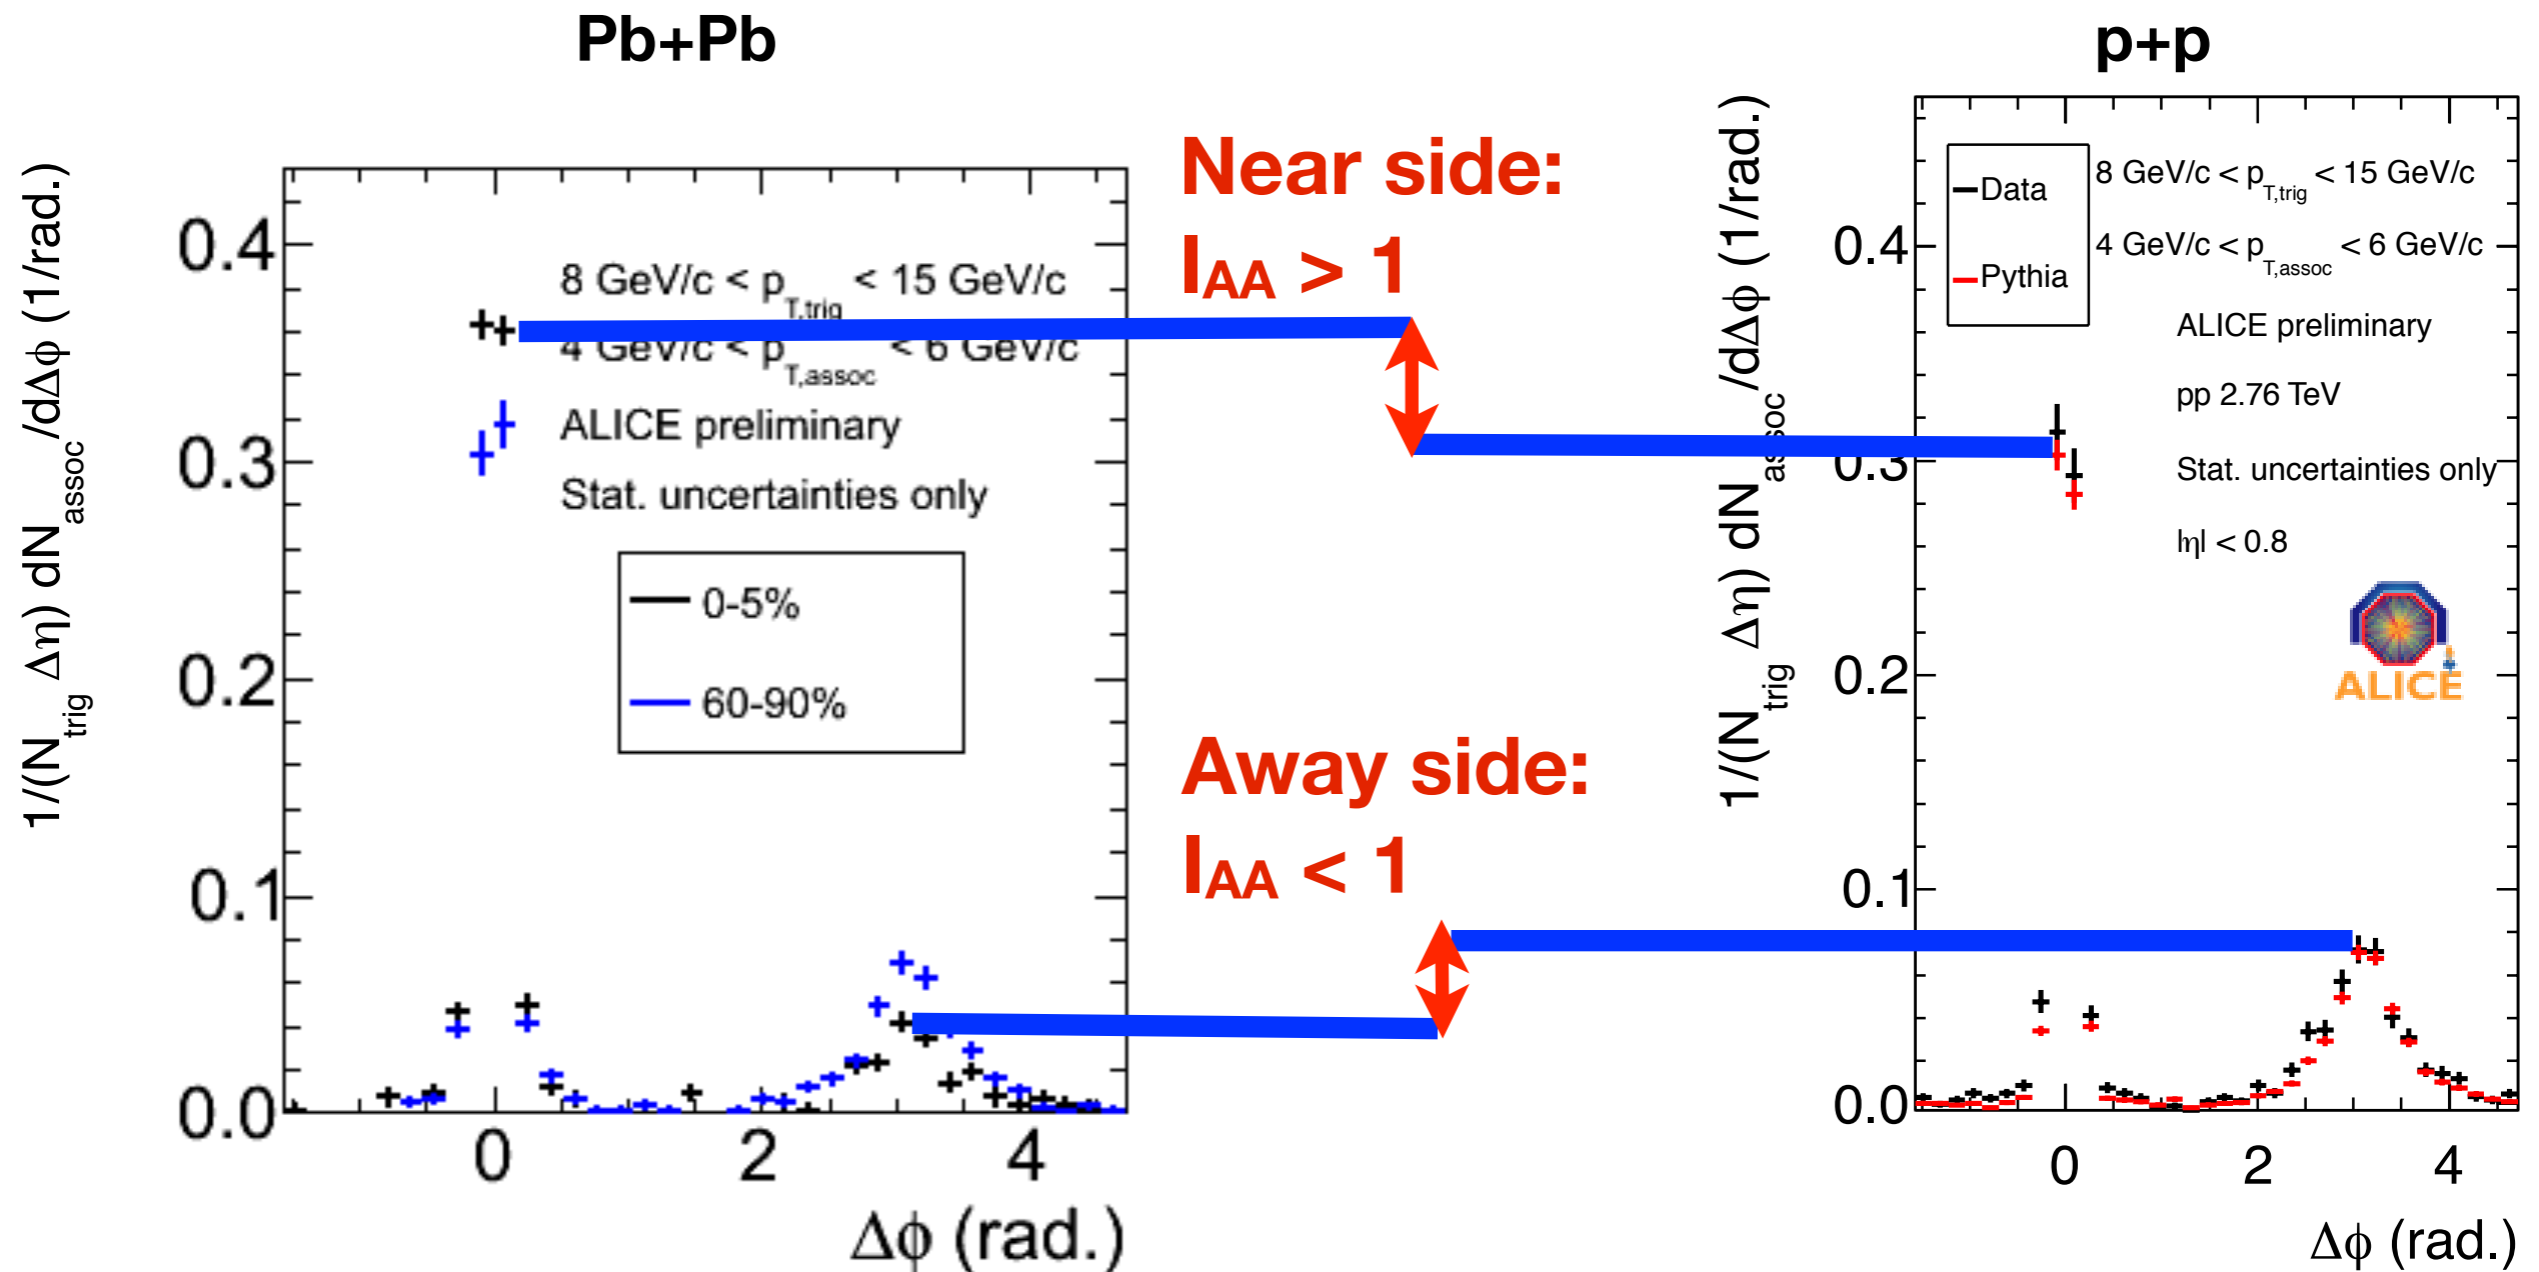 Pb+Pb
1/(N_trig Δη) dN_assoc/dΔϕ (1/rad.)
0.4
0.3
0.2
0.1
0.0
8 GeV/c < p_T,trig < 15 GeV/c
4 GeV/c < p_T,assoc < 6 GeV/c
ALICE preliminary
Stat. uncertainties only
0-5%
60-90%
0 2 4
Δϕ (rad.)
Near side:
I_AA > 1
Away side:
I_AA < 1
p+p
1/(N_trig Δη) dN_assoc/dΔϕ (1/rad.)
0.4
0.3
0.2
0.1
0.0
Data
Pythia
8 GeV/c < p_T,trig < 15 GeV/c
4 GeV/c < p_T,assoc < 6 GeV/c
ALICE preliminary
pp 2.76 TeV
Stat. uncertainties only
|η| < 0.8
ALICE
0 2 4
Δϕ (rad.)